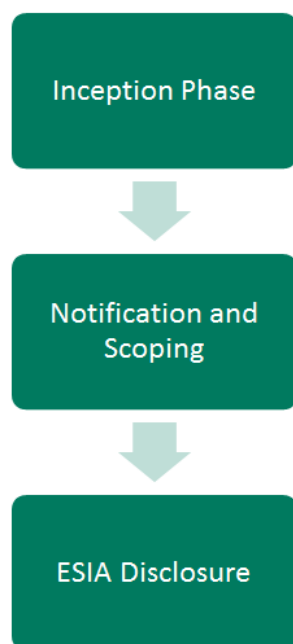 Inception Phase
Notification and
Scoping
ESIA Disclosure